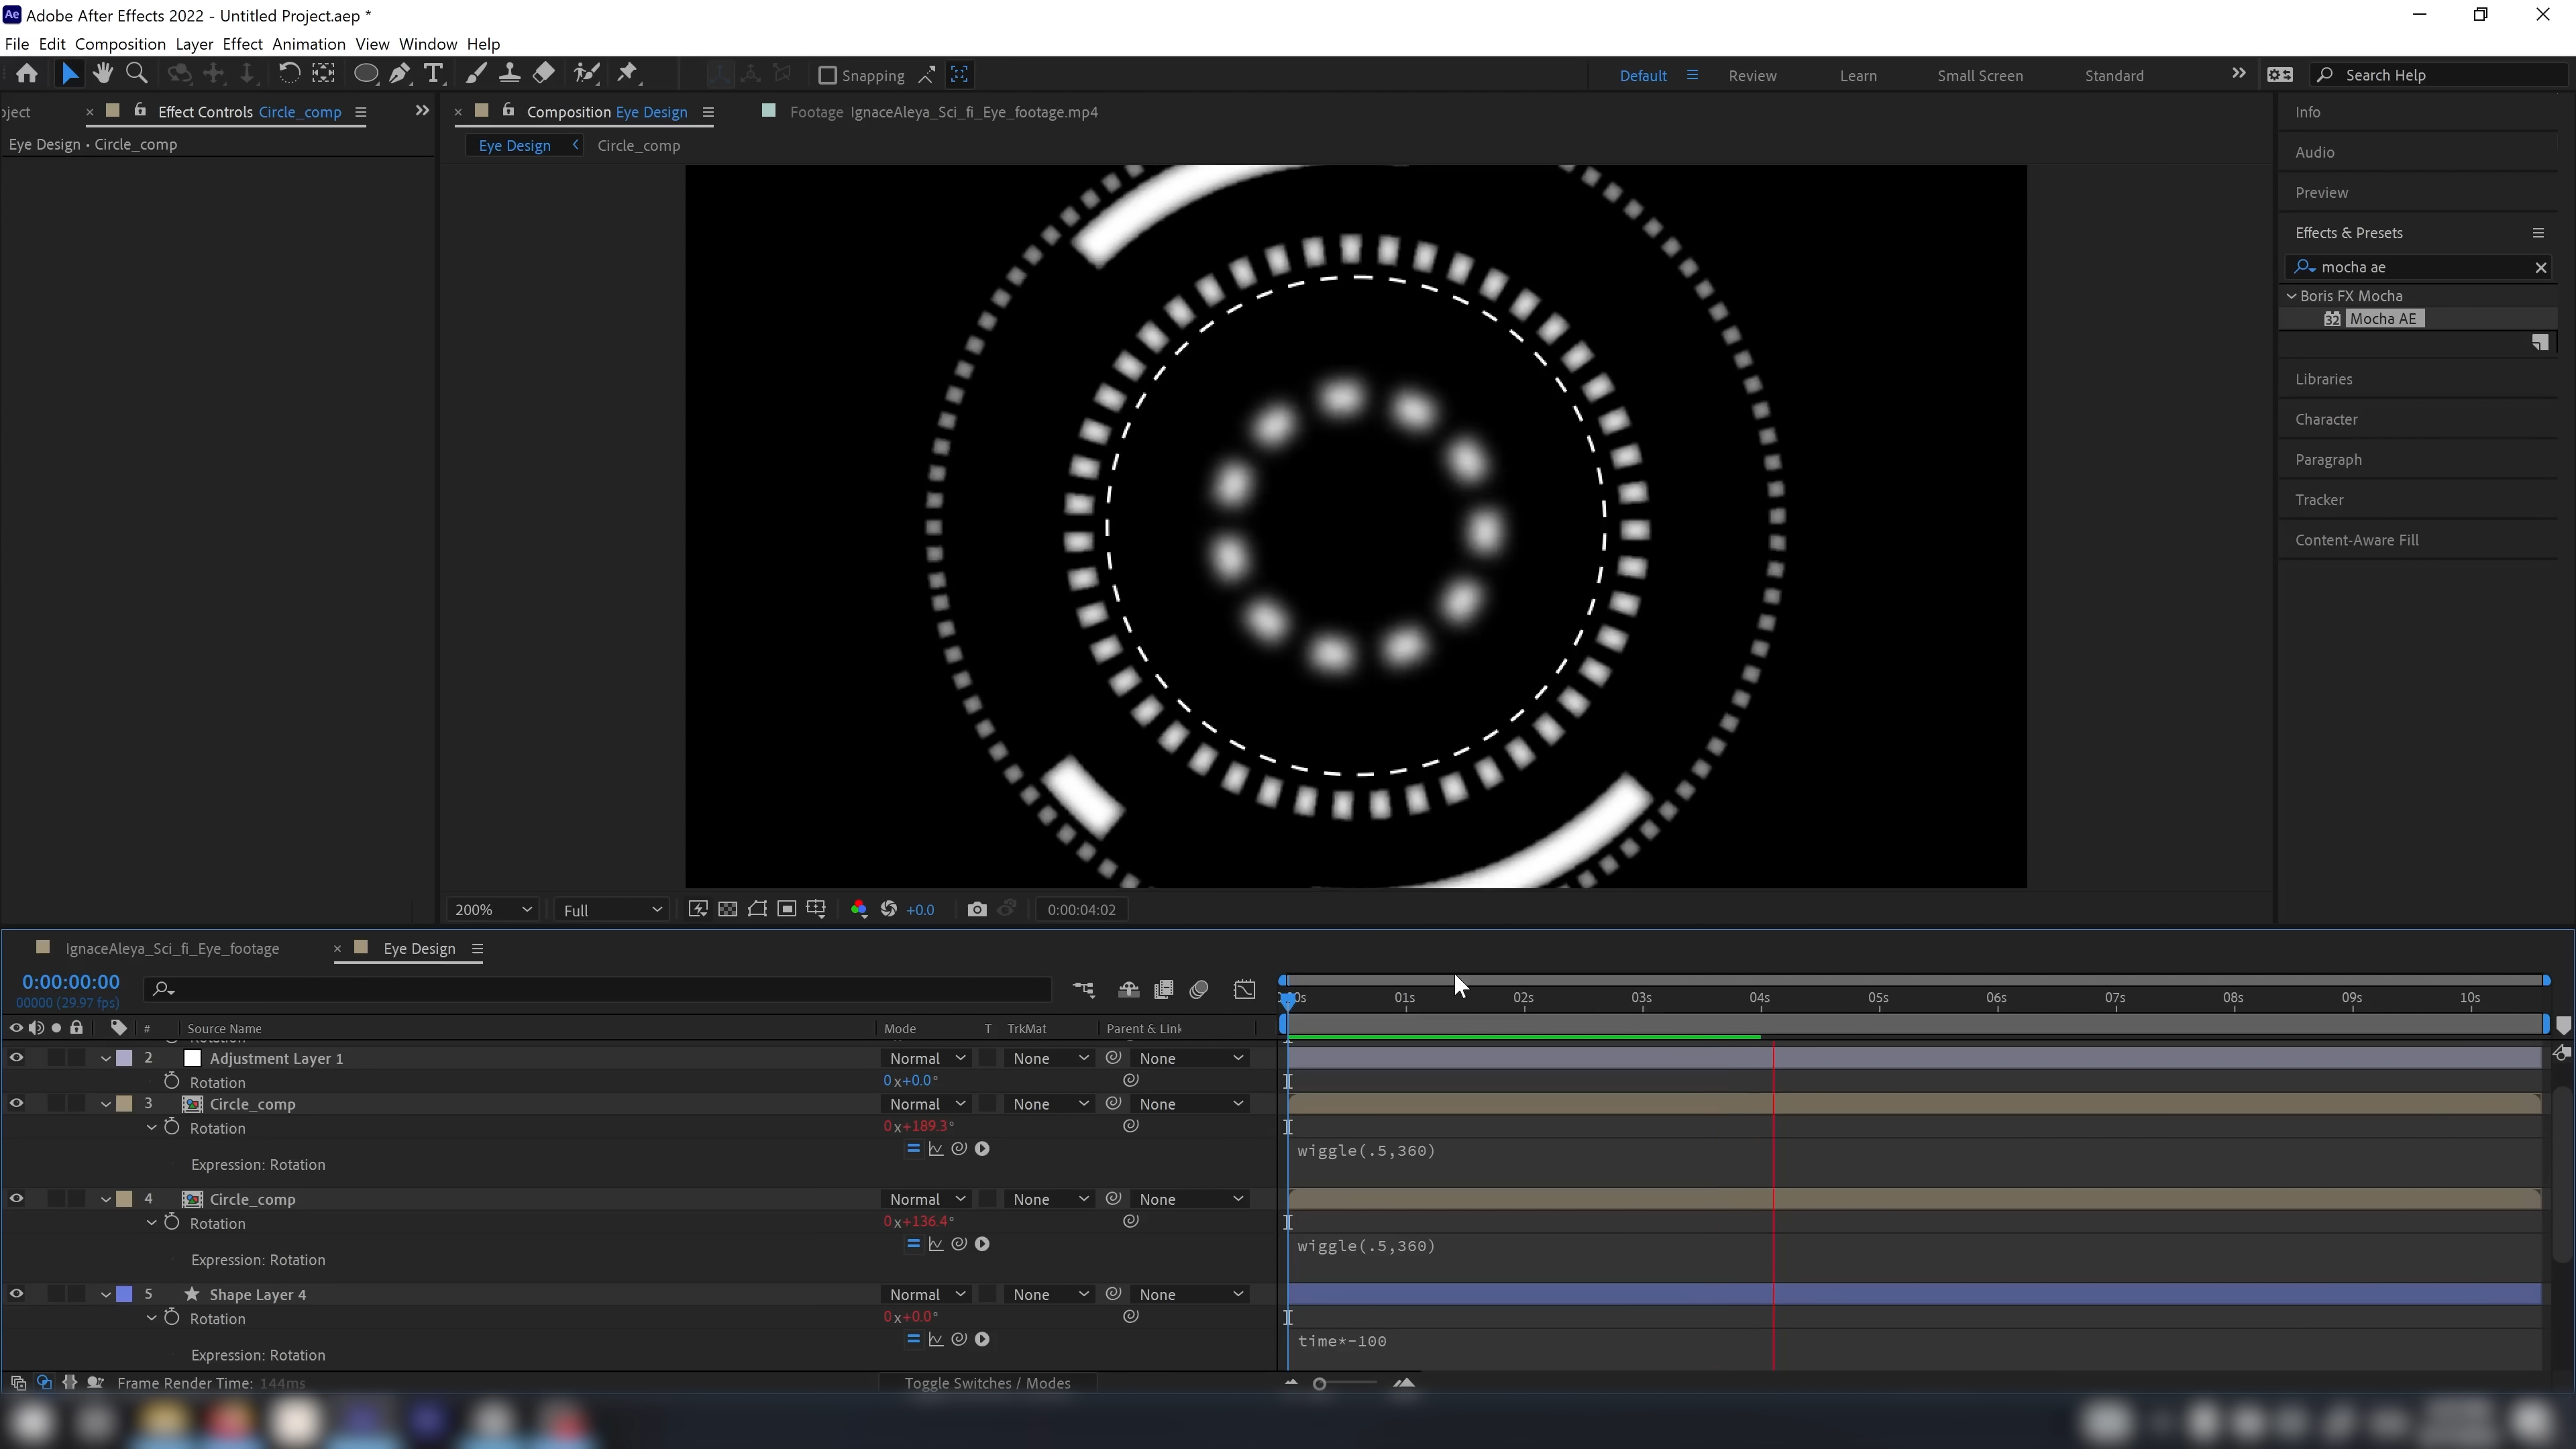 Adobe After Effects 2022 - Untitled Project.aep *
File Edit Composition Layer Effect Animation View Window Help
Snapping
Default Review Learn Small Screen Standard
Search Help
oject
Effect Controls Circle_comp
Composition Eye Design
Footage IgnaceAleya_Sci_fi_Eye_footage.mp4
Eye Design • Circle_comp
Eye Design Circle_comp
Info
Audio
Preview
Effects & Presets
mocha ae
Boris FX Mocha
32 Mocha AE
Libraries
Character
Paragraph
Tracker
Content-Aware Fill
200% Full +0.0 0:00:04:02
IgnaceAleya_Sci_fi_Eye_footage
Eye Design
0:00:00:00
00000 (29.97 fps)
01s 02s 03s 04s 05s 06s 07s 08s 09s 10s
# Source Name Mode T TrkMat Parent & Link
2 Adjustment Layer 1 Normal None None
Rotation 0x+0.0°
3 Circle_comp Normal None None
Rotation 0x+189.3°
Expression: Rotation wiggle(.5,360)
4 Circle_comp Normal None None
Rotation 0x+136.4°
Expression: Rotation wiggle(.5,360)
5 Shape Layer 4 Normal None None
Rotation 0x+0.0°
Expression: Rotation time*-100
Frame Render Time: 144ms
Toggle Switches / Modes